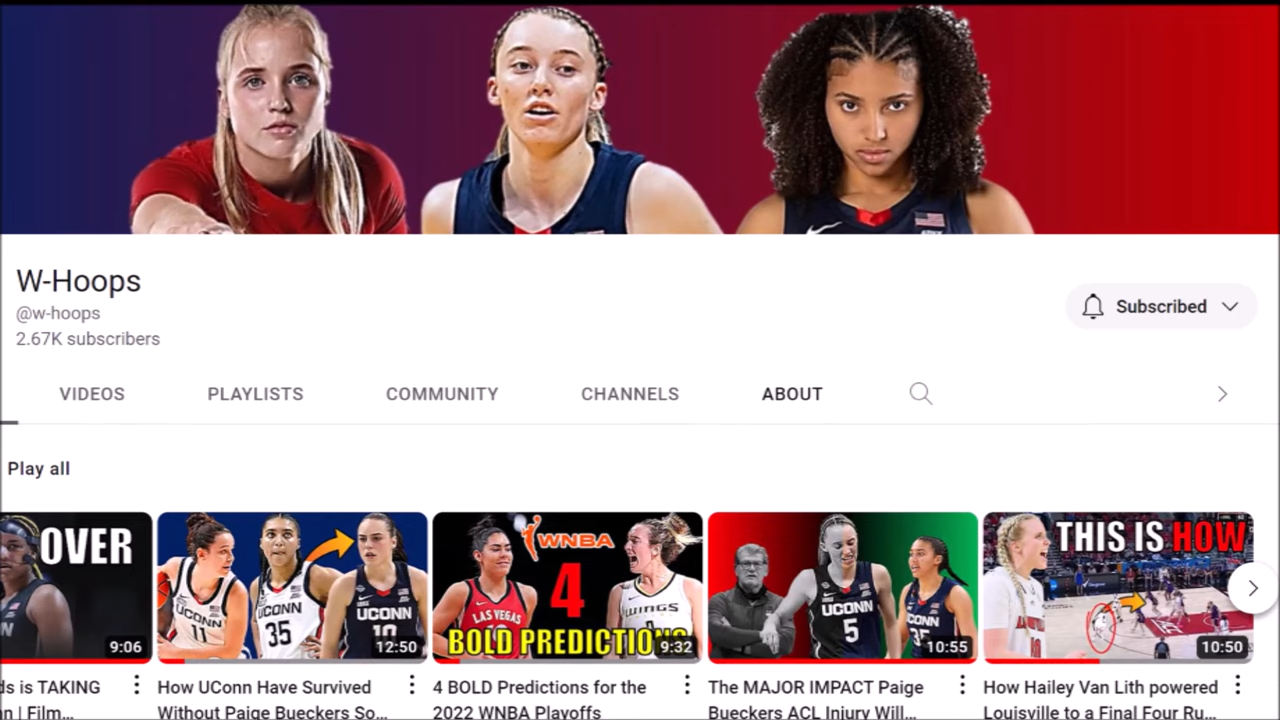 W-Hoops
@w-hoops
2.67K subscribers
Subscribed
VIDEOS
PLAYLISTS
COMMUNITY
CHANNELS
ABOUT
Play all
OVER
9:06
UCONN
11
UCONN
35
UCONN
10
12:50
WNBA
4
LAS VEGAS
WINGS
BOLD PREDICTIONS
9:32
UCONN
5
35
10:55
THIS IS HOW
10:50
ds is TAKING
n | Film...
How UConn Have Survived
Without Paige Bueckers So...
4 BOLD Predictions for the
2022 WNBA Playoffs
The MAJOR IMPACT Paige
Bueckers ACL Injury Will...
How Hailey Van Lith powered
Louisville to a Final Four Ru...